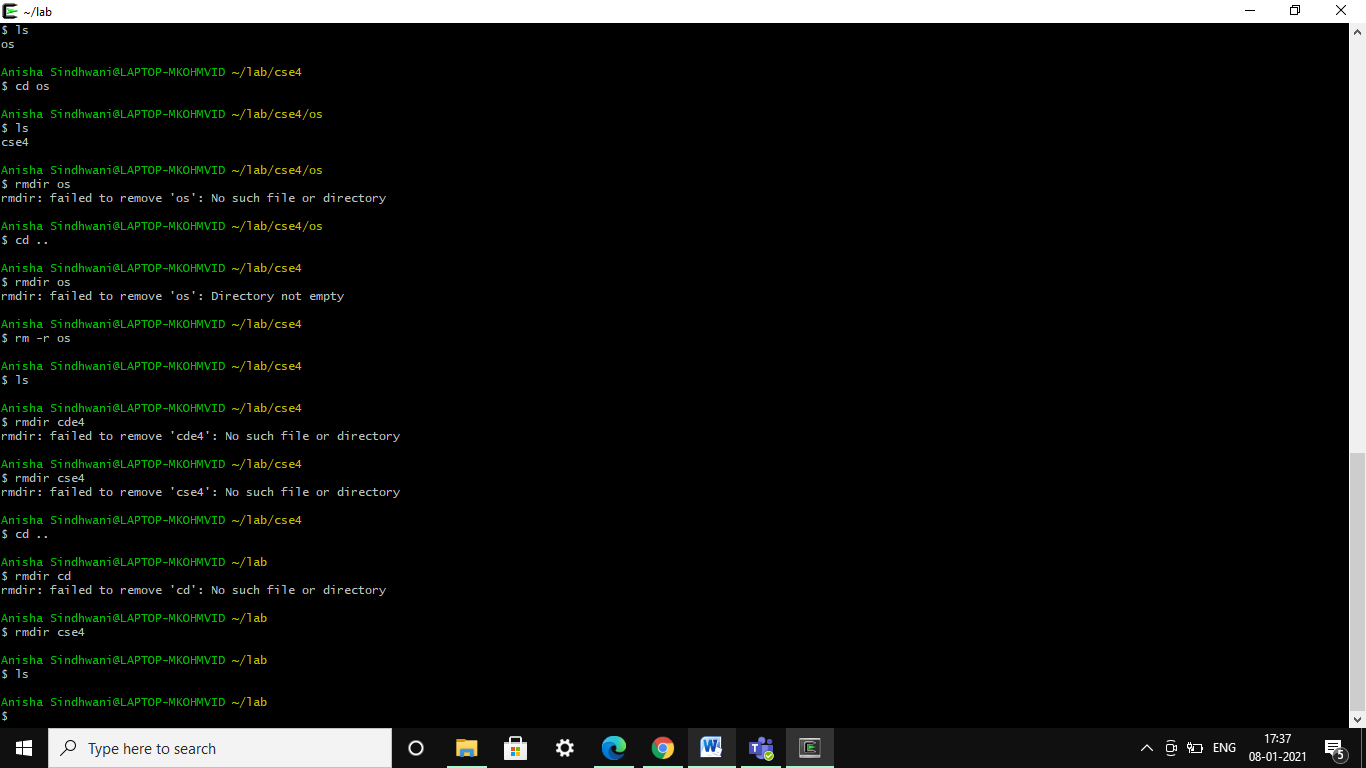 ~/lab
$ ls
os
Anisha Sindhwani@LAPTOP-MKOHMVID ~/lab/cse4
$ cd os
Anisha Sindhwani@LAPTOP-MKOHMVID ~/lab/cse4/os
$ ls
cse4
Anisha Sindhwani@LAPTOP-MKOHMVID ~/lab/cse4/os
$ rmdir os
rmdir: failed to remove 'os': No such file or directory
Anisha Sindhwani@LAPTOP-MKOHMVID ~/lab/cse4/os
$ cd ..
Anisha Sindhwani@LAPTOP-MKOHMVID ~/lab/cse4
$ rmdir os
rmdir: failed to remove 'os': Directory not empty
Anisha Sindhwani@LAPTOP-MKOHMVID ~/lab/cse4
$ rm -r os
Anisha Sindhwani@LAPTOP-MKOHMVID ~/lab/cse4
$ ls
Anisha Sindhwani@LAPTOP-MKOHMVID ~/lab/cse4
$ rmdir cde4
rmdir: failed to remove 'cde4': No such file or directory
Anisha Sindhwani@LAPTOP-MKOHMVID ~/lab/cse4
$ rmdir cse4
rmdir: failed to remove 'cse4': No such file or directory
Anisha Sindhwani@LAPTOP-MKOHMVID ~/lab/cse4
$ cd ..
Anisha Sindhwani@LAPTOP-MKOHMVID ~/lab
$ rmdir cd
rmdir: failed to remove 'cd': No such file or directory
Anisha Sindhwani@LAPTOP-MKOHMVID ~/lab
$ rmdir cse4
Anisha Sindhwani@LAPTOP-MKOHMVID ~/lab
$ ls
Anisha Sindhwani@LAPTOP-MKOHMVID ~/lab
$
Type here to search
ENG
17:37
08-01-2021
5